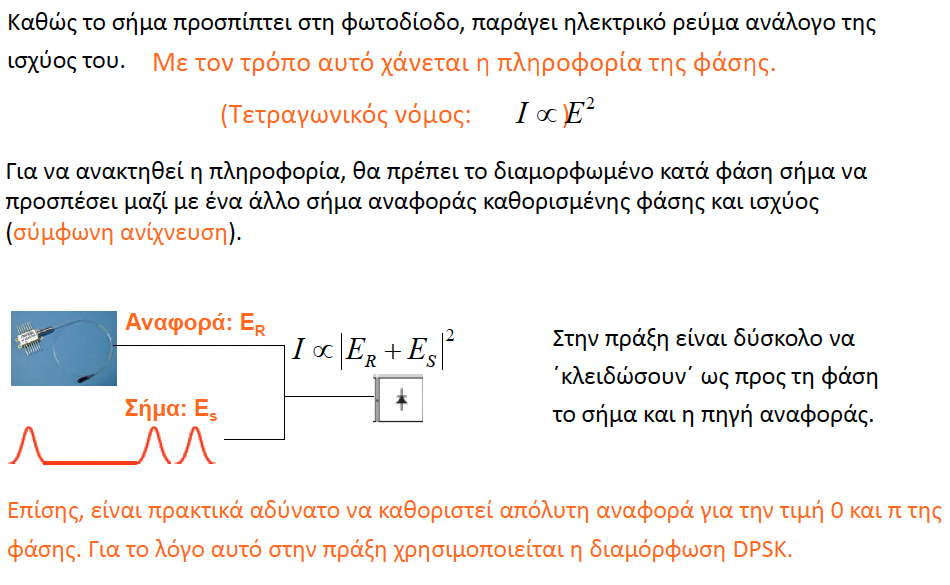 Καθώς το σήμα προσπίπτει στη φωτοδίοδο, παράγει ηλεκτρικό ρεύμα ανάλογο της
ισχύος του. Με τον τρόπο αυτό χάνεται η πληροφορία της φάσης.
(Τετραγωνικός νόμος: I ∝ E²)
Για να ανακτηθεί η πληροφορία, θα πρέπει το διαμορφωμένο κατά φάση σήμα να
προσπέσει μαζί με ένα άλλο σήμα αναφοράς καθορισμένης φάσης και ισχύος
(σύμφωνη ανίχνευση).
Αναφορά: E_R
I ∝ |E_R + E_S|²
Σήμα: E_s
Στην πράξη είναι δύσκολο να
΄κλειδώσουν΄ ως προς τη φάση
το σήμα και η πηγή αναφοράς.
Επίσης, είναι πρακτικά αδύνατο να καθοριστεί απόλυτη αναφορά για την τιμή 0 και π της
φάσης. Για το λόγο αυτό στην πράξη χρησιμοποιείται η διαμόρφωση DPSK.